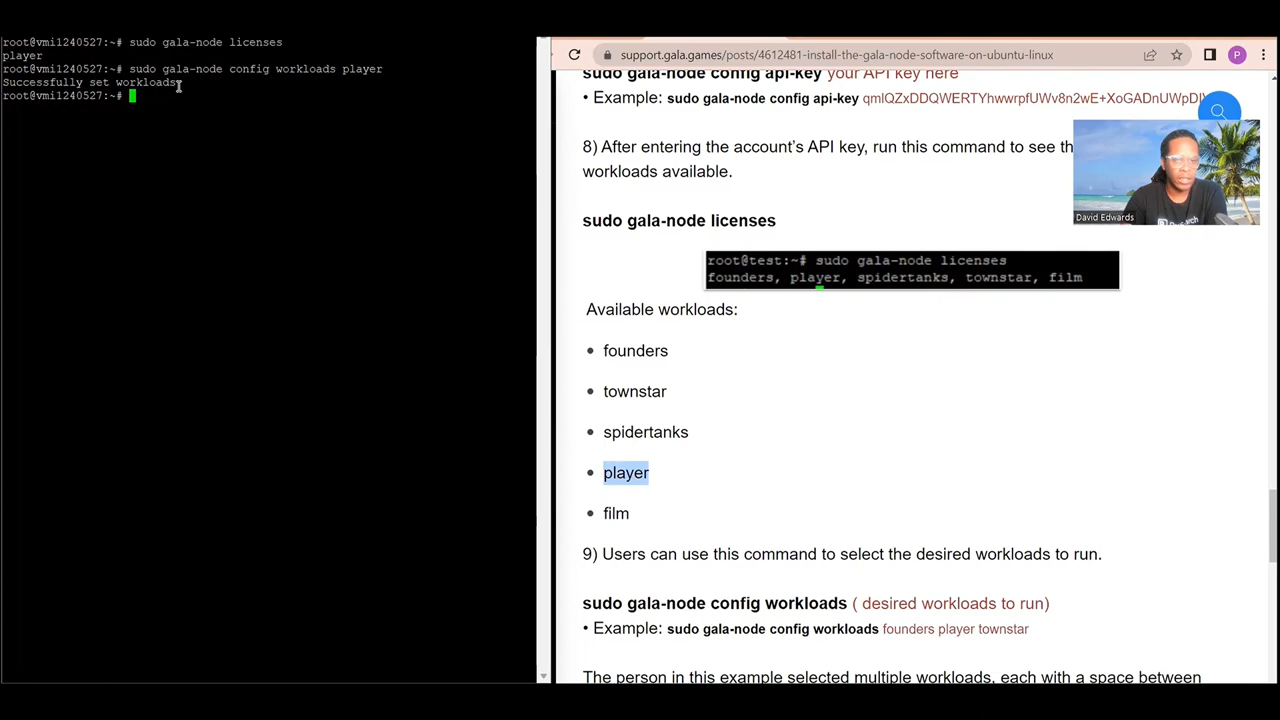 root@vmi1240527:~# sudo gala-node licenses
player
root@vmi1240527:~# sudo gala-node config workloads player
Successfully set workloads
root@vmi1240527:~#
support.gala.games/posts/4612481-install-the-gala-node-software-on-ubuntu-linux
P
sudo gala-node config api-key your API key here
• Example: sudo gala-node config api-key
8) After entering the account's API key, run this command to see
workloads available.
David Edwards
sudo gala-node licenses
root@test:~# sudo gala-node licenses
founders, player, spidertanks, townstar, film
Available workloads:
• founders
• townstar
• spidertanks
• player
• film
9) Users can use this command to select the desired workloads to run.
sudo gala-node config workloads ( desired workloads to run)
• Example: sudo gala-node config workloads founders player townstar
The person in this example selected multiple workloads, each with a space between